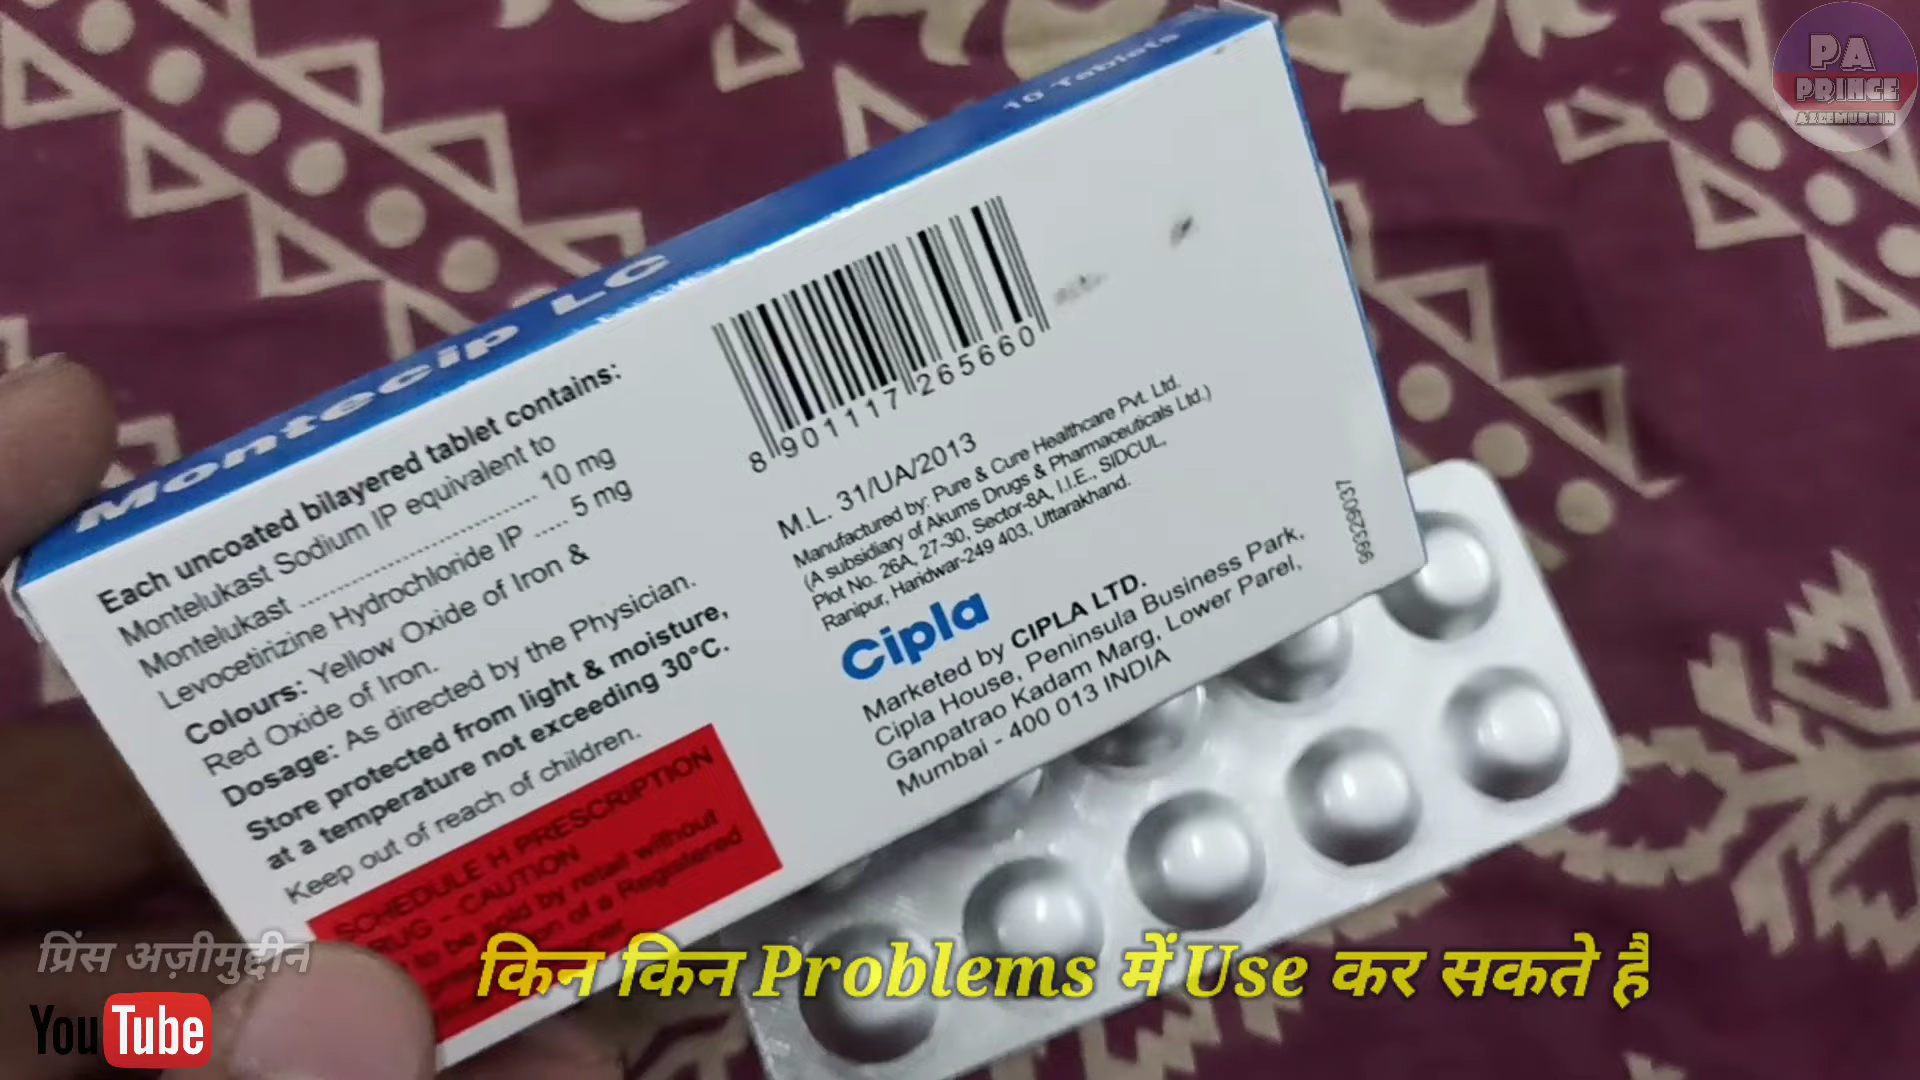 PA
PRINCE
AZEEMUDDIN
10 Tablets
Montecip LC
Each uncoated bilayered tablet contains:
Montelukast Sodium IP equivalent to
Montelukast ................................ 10 mg
Levocetirizine Hydrochloride IP ..... 5 mg
Colours: Yellow Oxide of Iron &
Red Oxide of Iron.
Dosage: As directed by the Physician.
Store protected from light & moisture,
at a temperature not exceeding 30°C.
Keep out of reach of children.
SCHEDULE H PRESCRIPTION
DRUG - CAUTION
to be sold by retail without
of a Registered
8 901117 265660
M.L. 31/UA/2013
Manufactured by: Pure & Cure Healthcare Pvt. Ltd.
(A subsidiary of Akums Drugs & Pharmaceuticals Ltd.)
Plot No. 26A, 27-30, Sector-8A, I.I.E., SIDCUL,
Ranipur, Haridwar-249 403, Uttarakhand.
Cipla
Marketed by CIPLA LTD.
Cipla House, Peninsula Business Park,
Ganpatrao Kadam Marg, Lower Parel,
Mumbai - 400 013 INDIA
99329037
प्रिंस अज़ीमुद्दीन
YouTube
किन किन Problems में Use कर सकते है